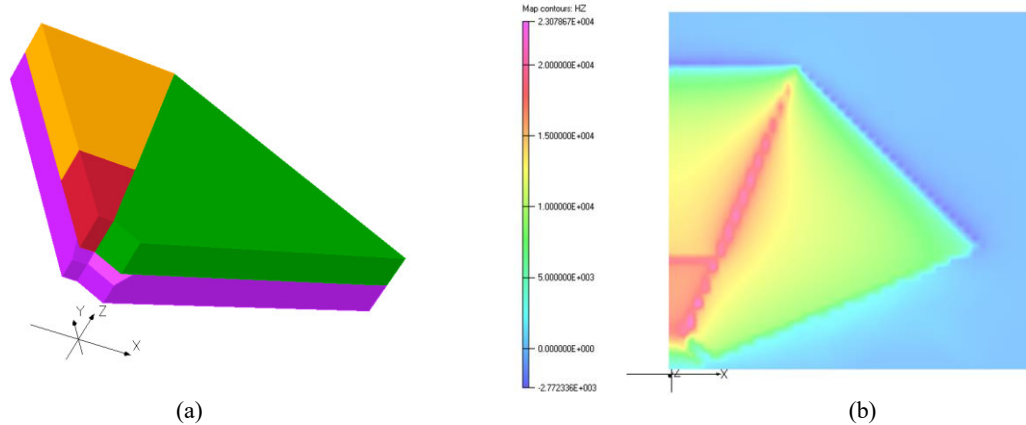 Map contours: HZ
2.307867E+004
2.000000E+004
1.500000E+004
1.000000E+004
5.000000E+003
0.000000E+000
-2.772336E+003
Y
Z
X
Z
X
(a)
(b)